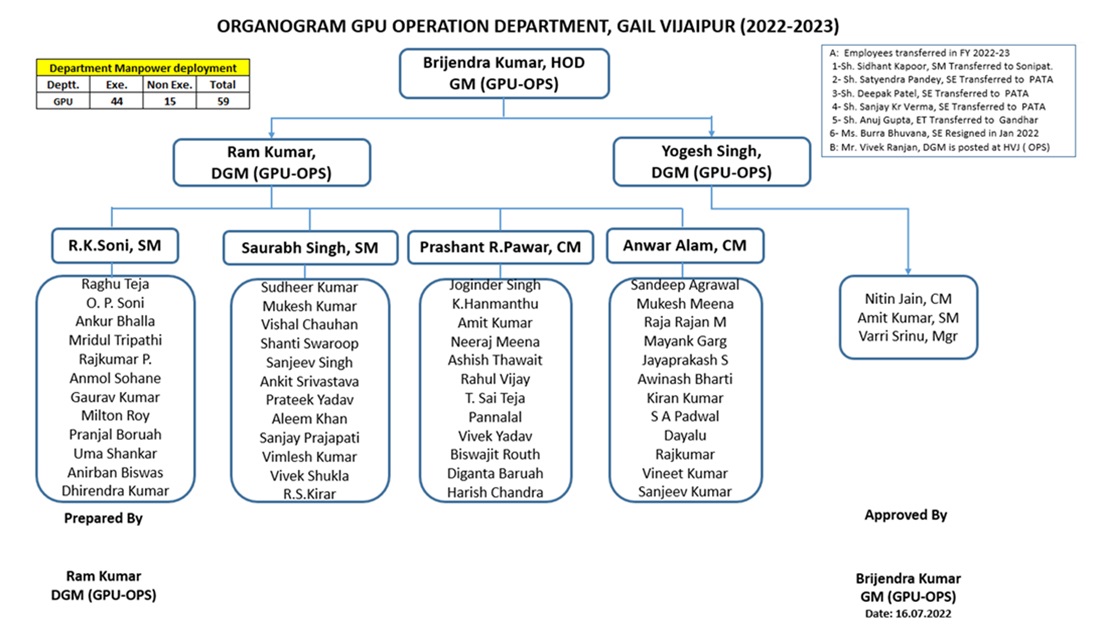 ORGANOGRAM GPU OPERATION DEPARTMENT, GAIL VIJAIPUR (2022-2023)
Department Manpower deployment
Deptt. Exe. Non Exe. Total
GPU 44 15 59
Brijendra Kumar, HOD
GM (GPU-OPS)
A: Employees transferred in FY 2022-23
1-Sh. Sidhant Kapoor, SM Transferred to Sonipat.
2- Sh. Satyendra Pandey, SE Transferred to PATA
3-Sh. Deepak Patel, SE Transferred to PATA
4- Sh. Sanjay Kr Verma, SE Transferred to PATA
5- Sh. Anuj Gupta, ET Transferred to Gandhar
6- Ms. Burra Bhuvana, SE Resigned in Jan 2022
B: Mr. Vivek Ranjan, DGM is posted at HVJ ( OPS)
Ram Kumar,
DGM (GPU-OPS)
Yogesh Singh,
DGM (GPU-OPS)
R.K.Soni, SM
Raghu Teja
O. P. Soni
Ankur Bhalla
Mridul Tripathi
Rajkumar P.
Anmol Sohane
Gaurav Kumar
Milton Roy
Pranjal Boruah
Uma Shankar
Anirban Biswas
Dhirendra Kumar
Saurabh Singh, SM
Sudheer Kumar
Mukesh Kumar
Vishal Chauhan
Shanti Swaroop
Sanjeev Singh
Ankit Srivastava
Prateek Yadav
Aleem Khan
Sanjay Prajapati
Vimlesh Kumar
Vivek Shukla
R.S.Kirar
Prashant R.Pawar, CM
Joginder Singh
K.Hanmanthu
Amit Kumar
Neeraj Meena
Ashish Thawait
Rahul Vijay
T. Sai Teja
Pannalal
Vivek Yadav
Biswajit Routh
Diganta Baruah
Harish Chandra
Anwar Alam, CM
Sandeep Agrawal
Mukesh Meena
Raja Rajan M
Mayank Garg
Jayaprakash S
Awinash Bharti
Kiran Kumar
S A Padwal
Dayalu
Rajkumar
Vineet Kumar
Sanjeev Kumar
Nitin Jain, CM
Amit Kumar, SM
Varri Srinu, Mgr
Prepared By
Ram Kumar
DGM (GPU-OPS)
Approved By
Brijendra Kumar
GM (GPU-OPS)
Date: 16.07.2022